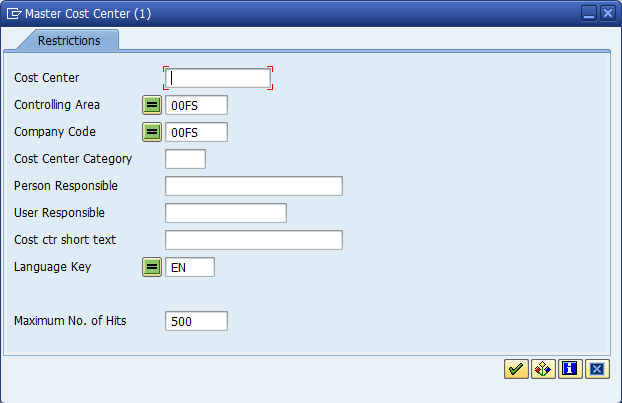 Master Cost Center (1)
Restrictions
Cost Center
Controlling Area 00FS
Company Code 00FS
Cost Center Category
Person Responsible
User Responsible
Cost ctr short text
Language Key EN
Maximum No. of Hits 500